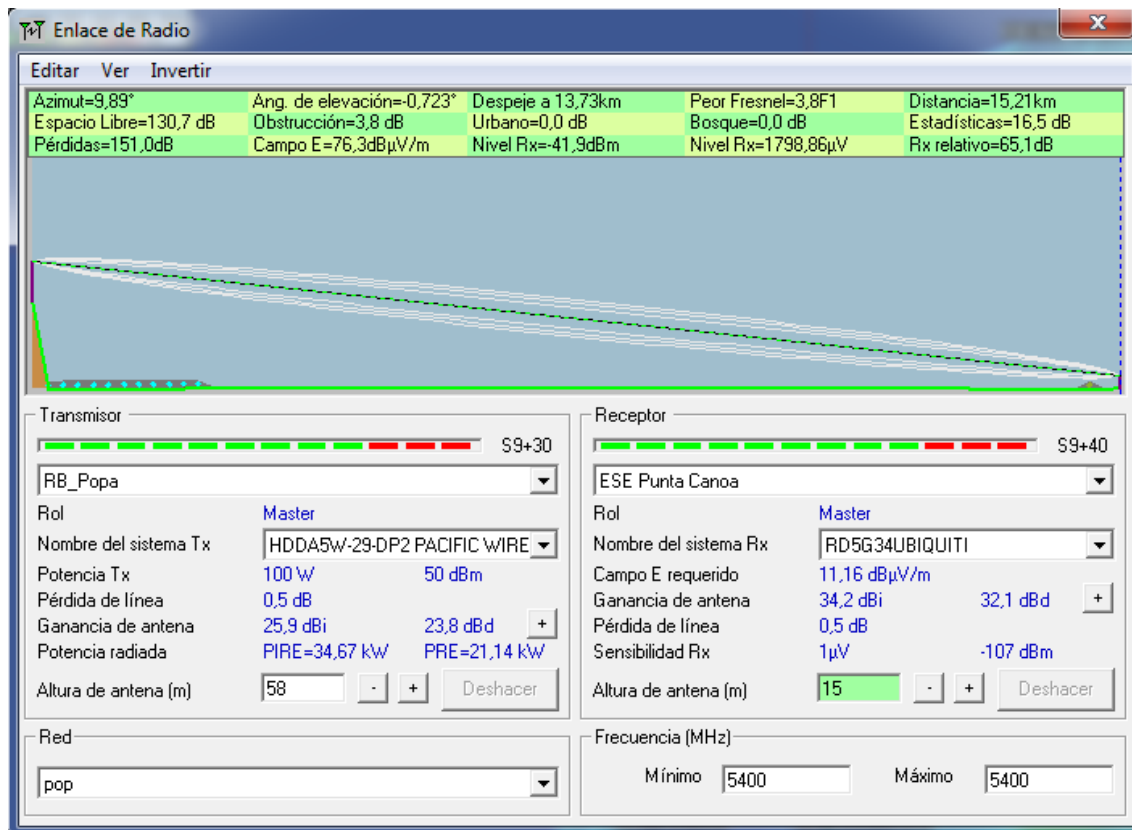 Enlace de Radio
Editar Ver Invertir
Azimut=9,89° Ang. de elevación=-0,723° Despeje a 13,73km Peor Fresnel=3,8F1 Distancia=15,21km
Espacio Libre=130,7 dB Obstrucción=3,8 dB Urbano=0,0 dB Bosque=0,0 dB Estadísticas=16,5 dB
Pérdidas=151,0dB Campo E=76,3dBµV/m Nivel Rx=-41,9dBm Nivel Rx=1798,86µV Rx relativo=65,1dB
Transmisor
S9+30
RB_Popa
Rol Master
Nombre del sistema Tx HDDA5W-29-DP2 PACIFIC WIRE
Potencia Tx 100 W 50 dBm
Pérdida de línea 0,5 dB
Ganancia de antena 25,9 dBi 23,8 dBd +
Potencia radiada PIRE=34,67 kW PRE=21,14 kW
Altura de antena (m) 58 - + Deshacer
Receptor
S9+40
ESE Punta Canoa
Rol Master
Nombre del sistema Rx RD5G34UBIQUITI
Campo E requerido 11,16 dBµV/m
Ganancia de antena 34,2 dBi 32,1 dBd +
Pérdida de línea 0,5 dB
Sensibilidad Rx 1µV -107 dBm
Altura de antena (m) 15 - + Deshacer
Red
pop
Frecuencia (MHz)
Mínimo 5400 Máximo 5400